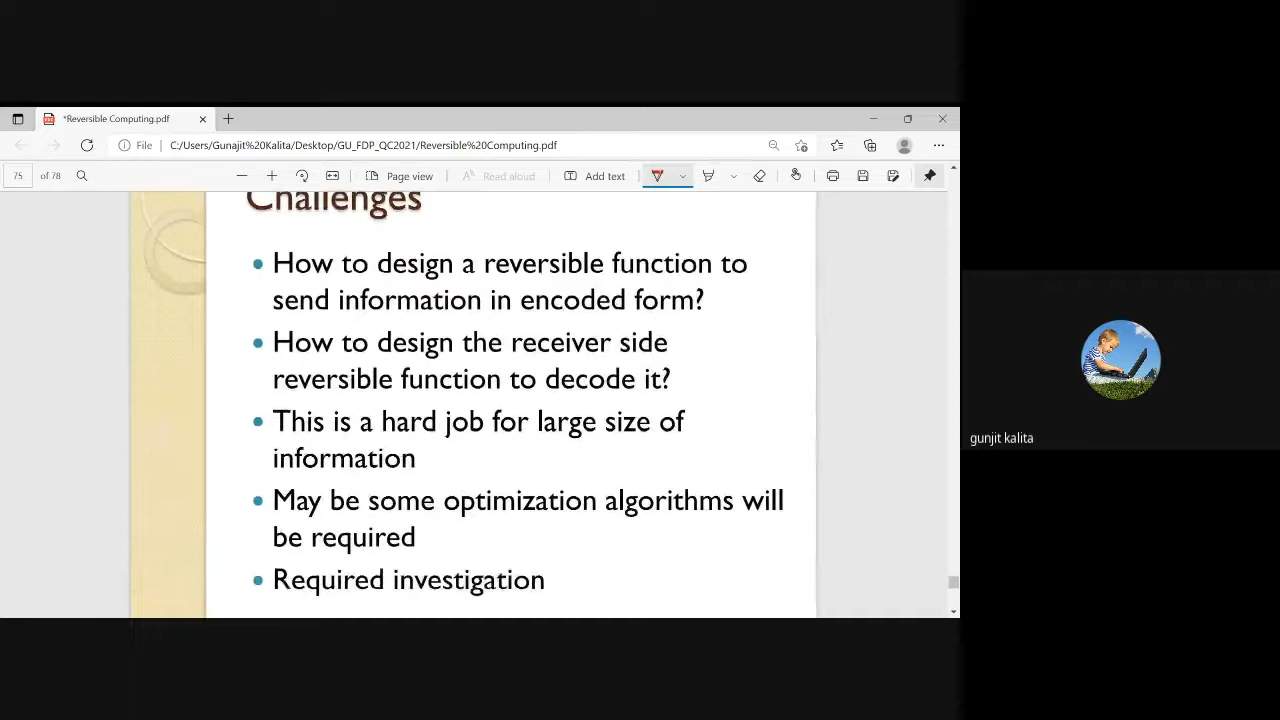 *Reversible Computing.pdf
File
C:/Users/Gunajit%20Kalita/Desktop/GU_FDP_QC2021/Reversible%20Computing.pdf
75 of 78
Page view
Read aloud
Add text
Challenges
How to design a reversible function to
send information in encoded form?
How to design the receiver side
reversible function to decode it?
This is a hard job for large size of
information
May be some optimization algorithms will
be required
Required investigation
gunjit kalita